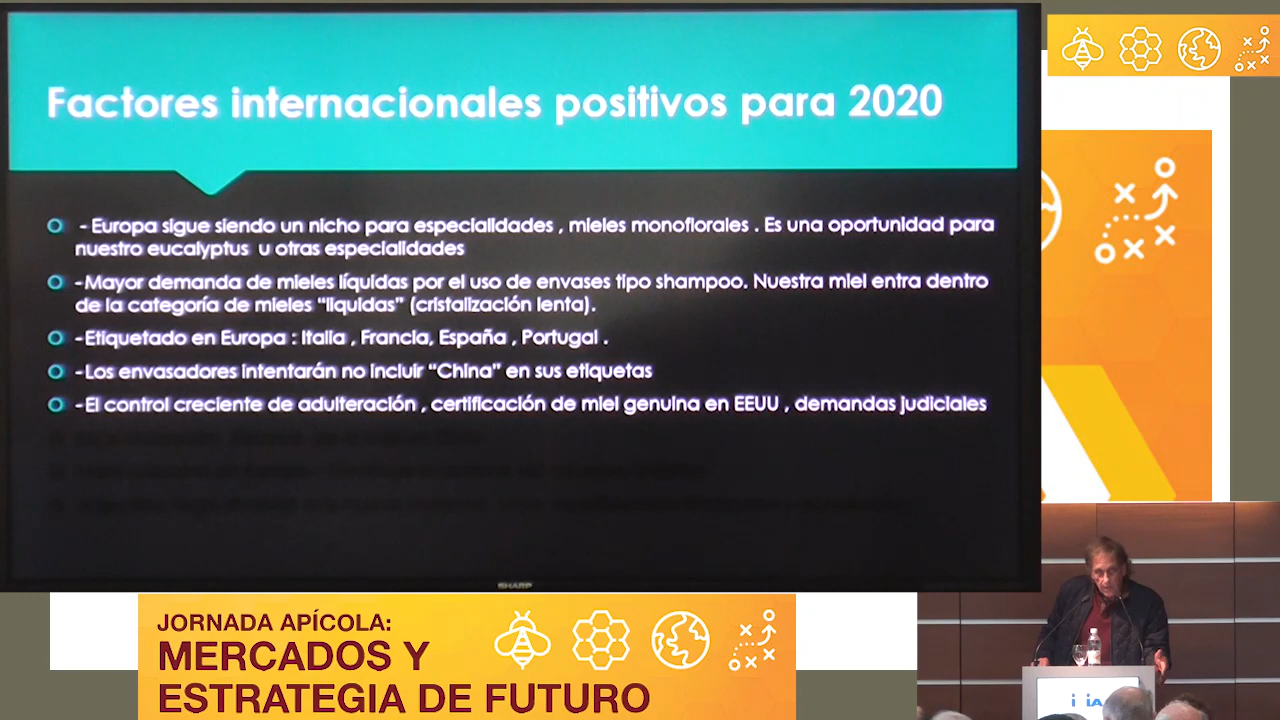 Factores internacionales positivos para 2020
- Europa sigue siendo un nicho para especialidades , mieles monoflorales . Es una oportunidad para
nuestro eucalyptus u otras especialidades
-Mayor demanda de mieles líquidas por el uso de envases tipo shampoo. Nuestra miel entra dentro
de la categoría de mieles “liquidas” (cristalización lenta).
-Etiquetado en Europa : Italia , Francia, España , Portugal .
-Los envasadores intentarán no incluir “China” en sus etiquetas
-El control creciente de adulteración , certificación de miel genuina en EEUU , demandas judiciales
SHARP
JORNADA APÍCOLA:
MERCADOS Y
ESTRATEGIA DE FUTURO